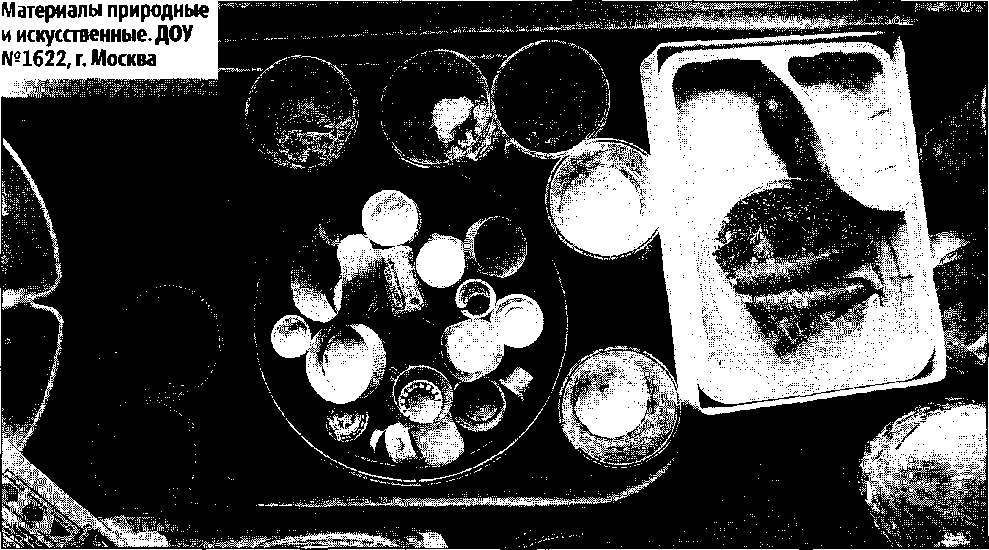 Материалы природные
и искусственные. ДОУ
№1622, г. Москва